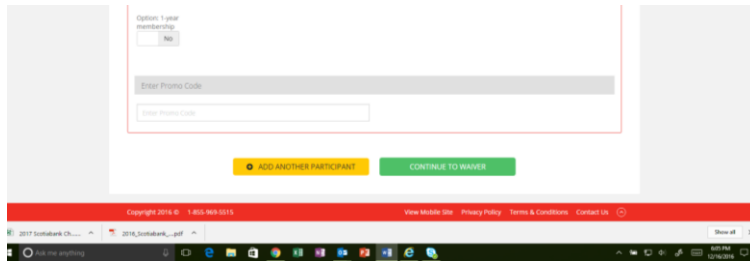 Option: 1-year
membership
No
Enter Promo Code
Enter Promo Code
ADD ANOTHER PARTICIPANT
CONTINUE TO WAIVER
Copyright 2016 © 1-855-969-5515
View Mobile Site Privacy Policy Terms & Conditions Contact Us
2017 Scotiabank Ch......
2016_Scotiabank_...pdf
Show all
Ask me anything
6:05 PM
12/16/2016